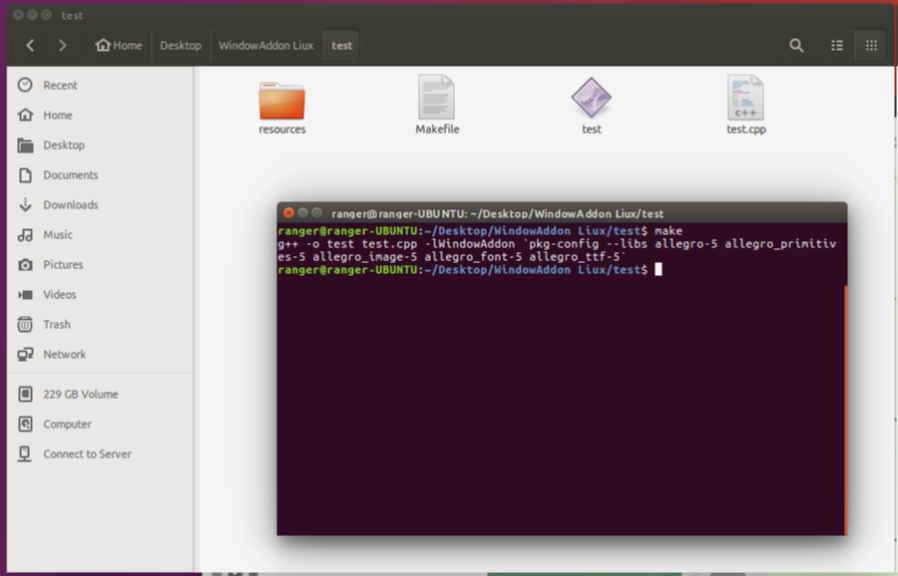 test
Home
Desktop
WindowAddon Liux
test
Recent
Home
Desktop
Documents
Downloads
Music
Pictures
Videos
Trash
Network
229 GB Volume
Computer
Connect to Server
resources
Makefile
test
C++
test.cpp
ranger@ranger-UBUNTU: ~/Desktop/WindowAddon Liux/test
ranger@ranger-UBUNTU:~/Desktop/WindowAddon Liux/test$ make
g++ -o test test.cpp -lWindowAddon `pkg-config --libs allegro-5 allegro_primitiv
es-5 allegro_image-5 allegro_font-5 allegro_ttf-5`
ranger@ranger-UBUNTU:~/Desktop/WindowAddon Liux/test$